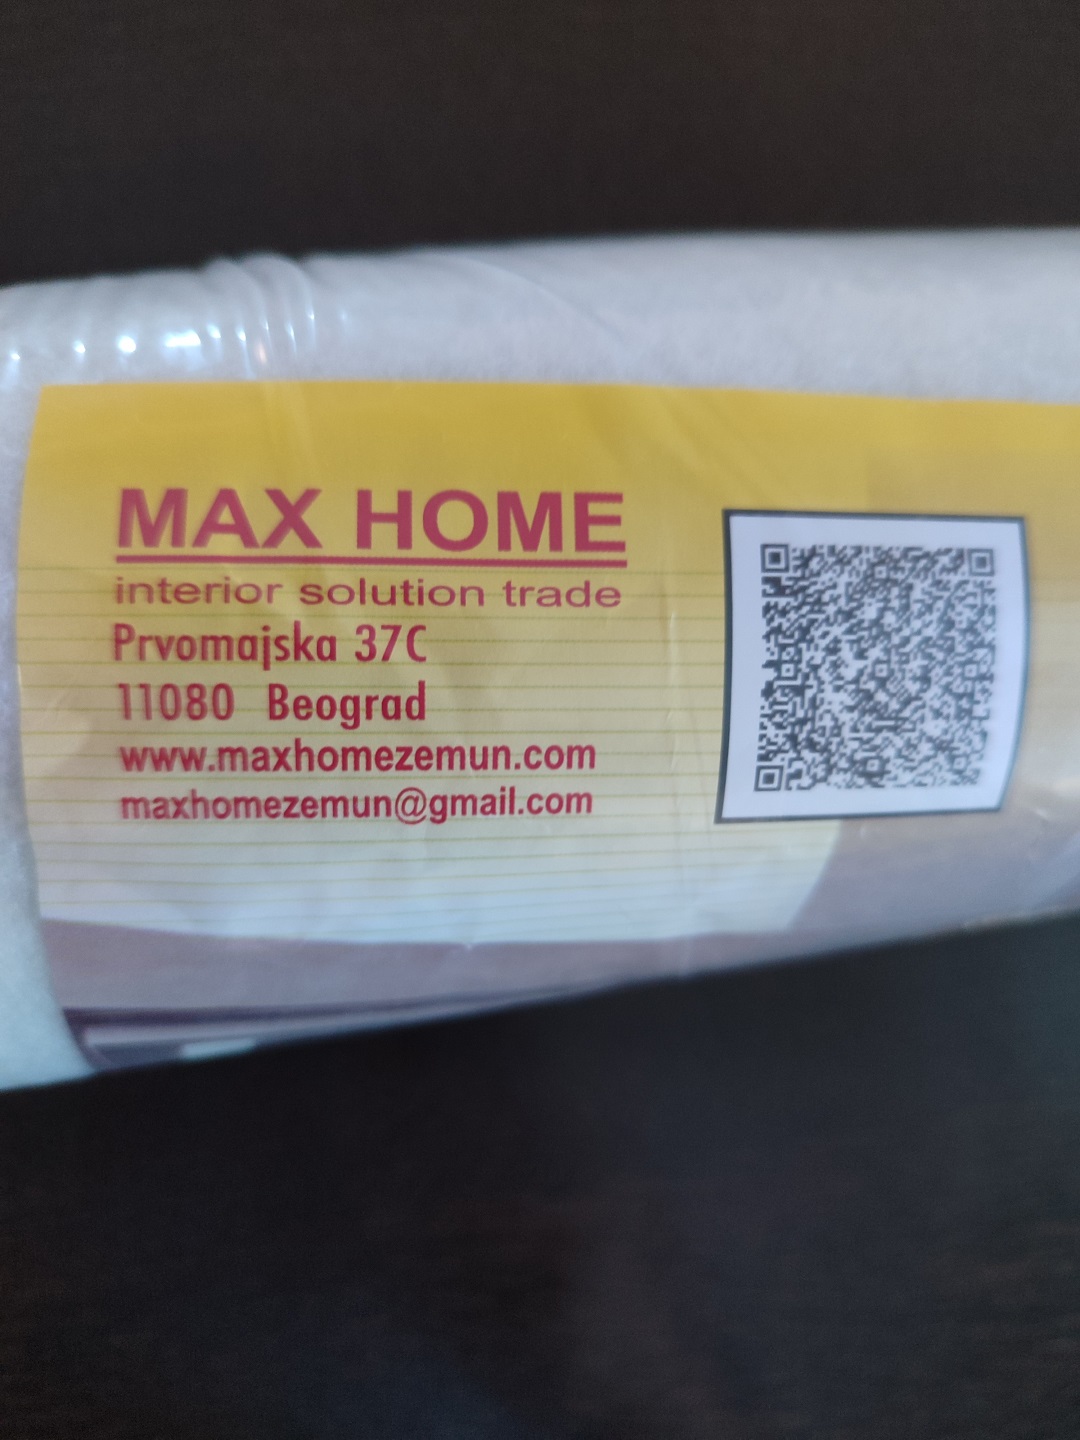 MAX HOME
interior solution trade
Prvomajska 37C
11080 Beograd
www.maxhomezemun.com
maxhomezemun@gmail.com